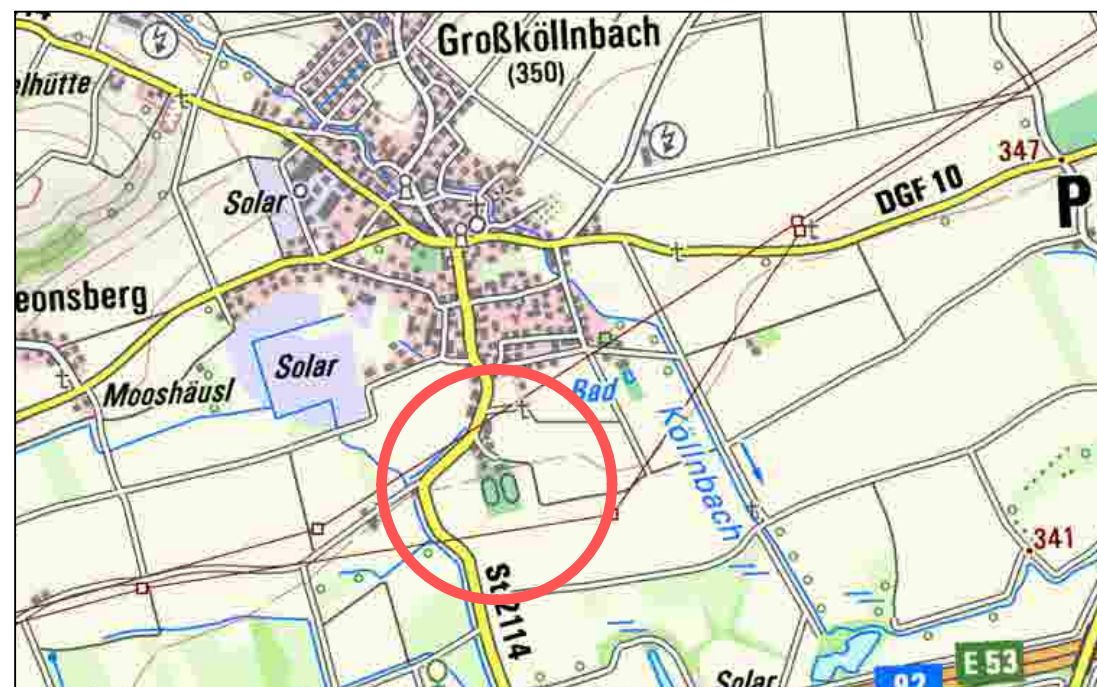 Großköllnbach
(350)
elhütte
347
DGF 10
P
Solar
eonsberg
Solar
Mooshäusl
Bad
Köllnbach
341
St 2114
E 53
92
Solar